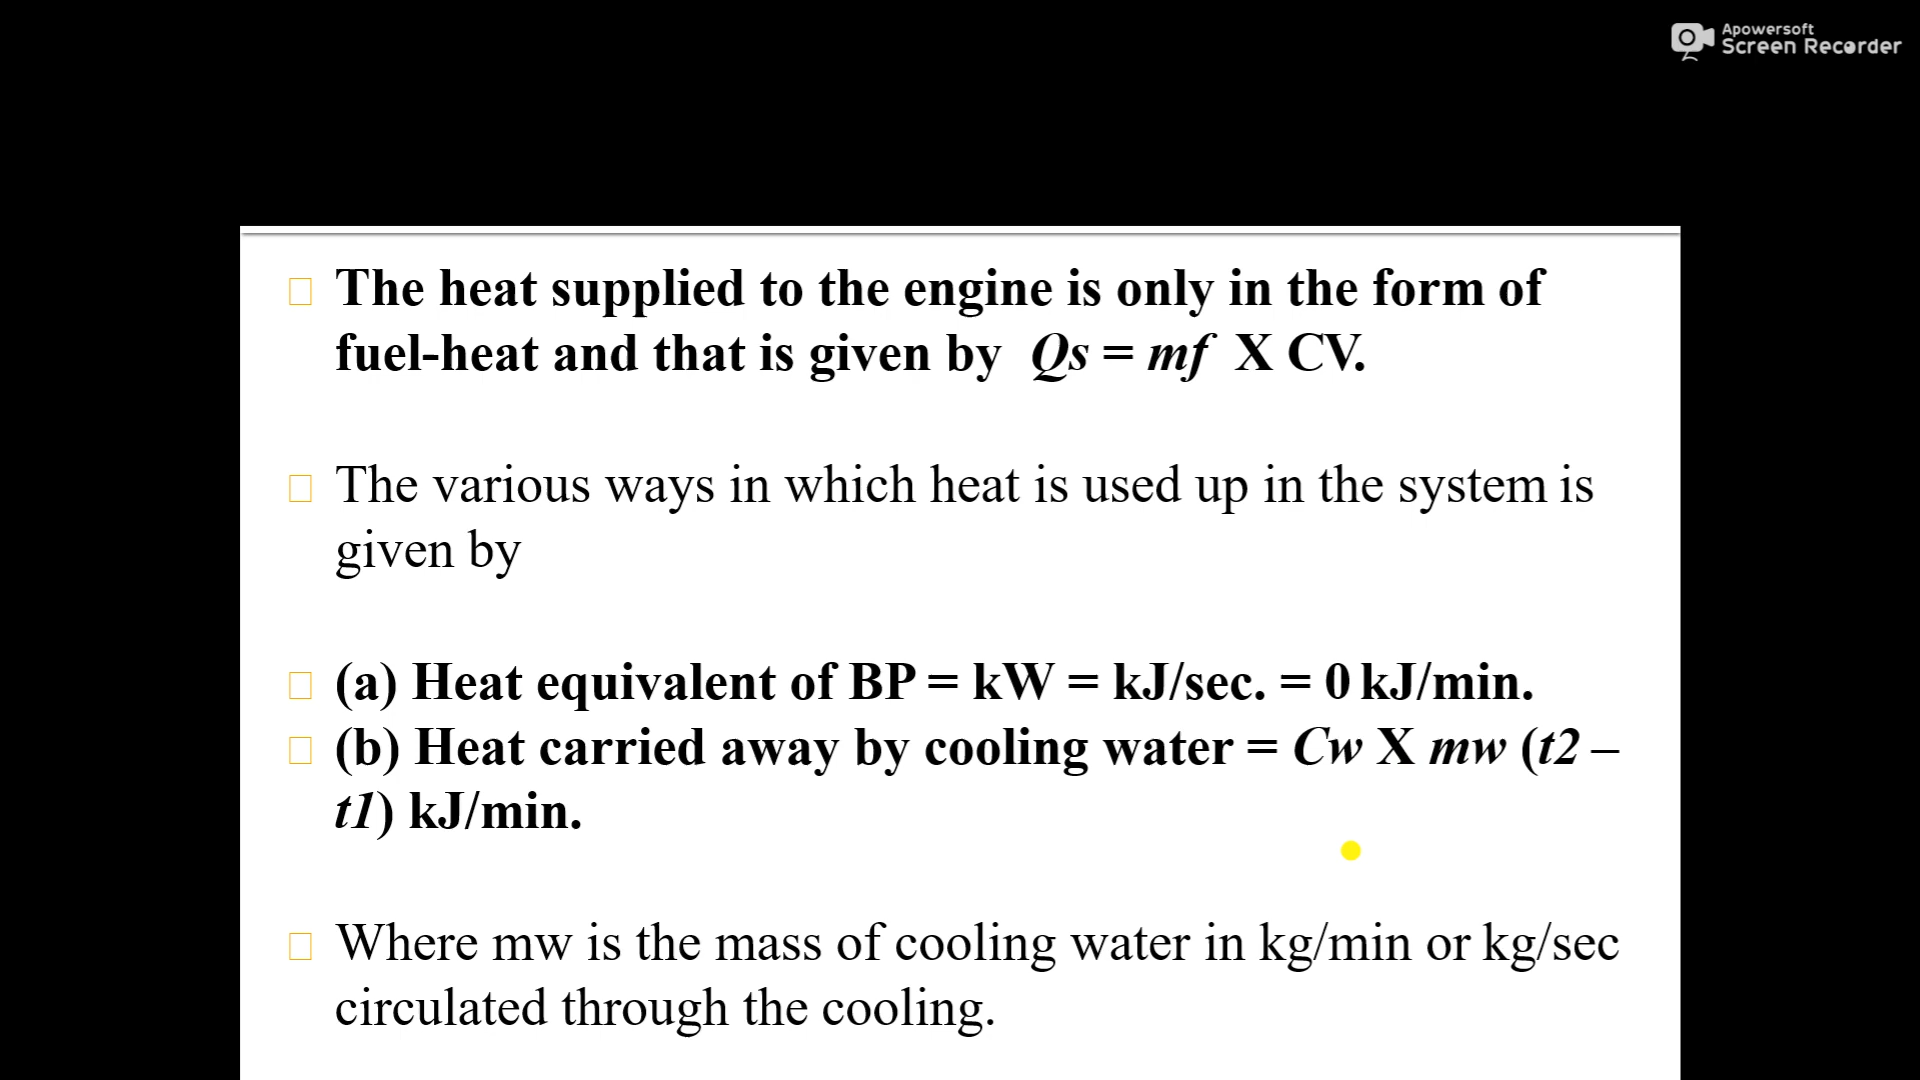 Apowersoft
Screen Recorder
The heat supplied to the engine is only in the form of
fuel-heat and that is given by Qs = mf X CV.
The various ways in which heat is used up in the system is
given by
(a) Heat equivalent of BP = kW = kJ/sec. = 0 kJ/min.
(b) Heat carried away by cooling water = Cw X mw (t2 –
t1) kJ/min.
Where mw is the mass of cooling water in kg/min or kg/sec
circulated through the cooling.